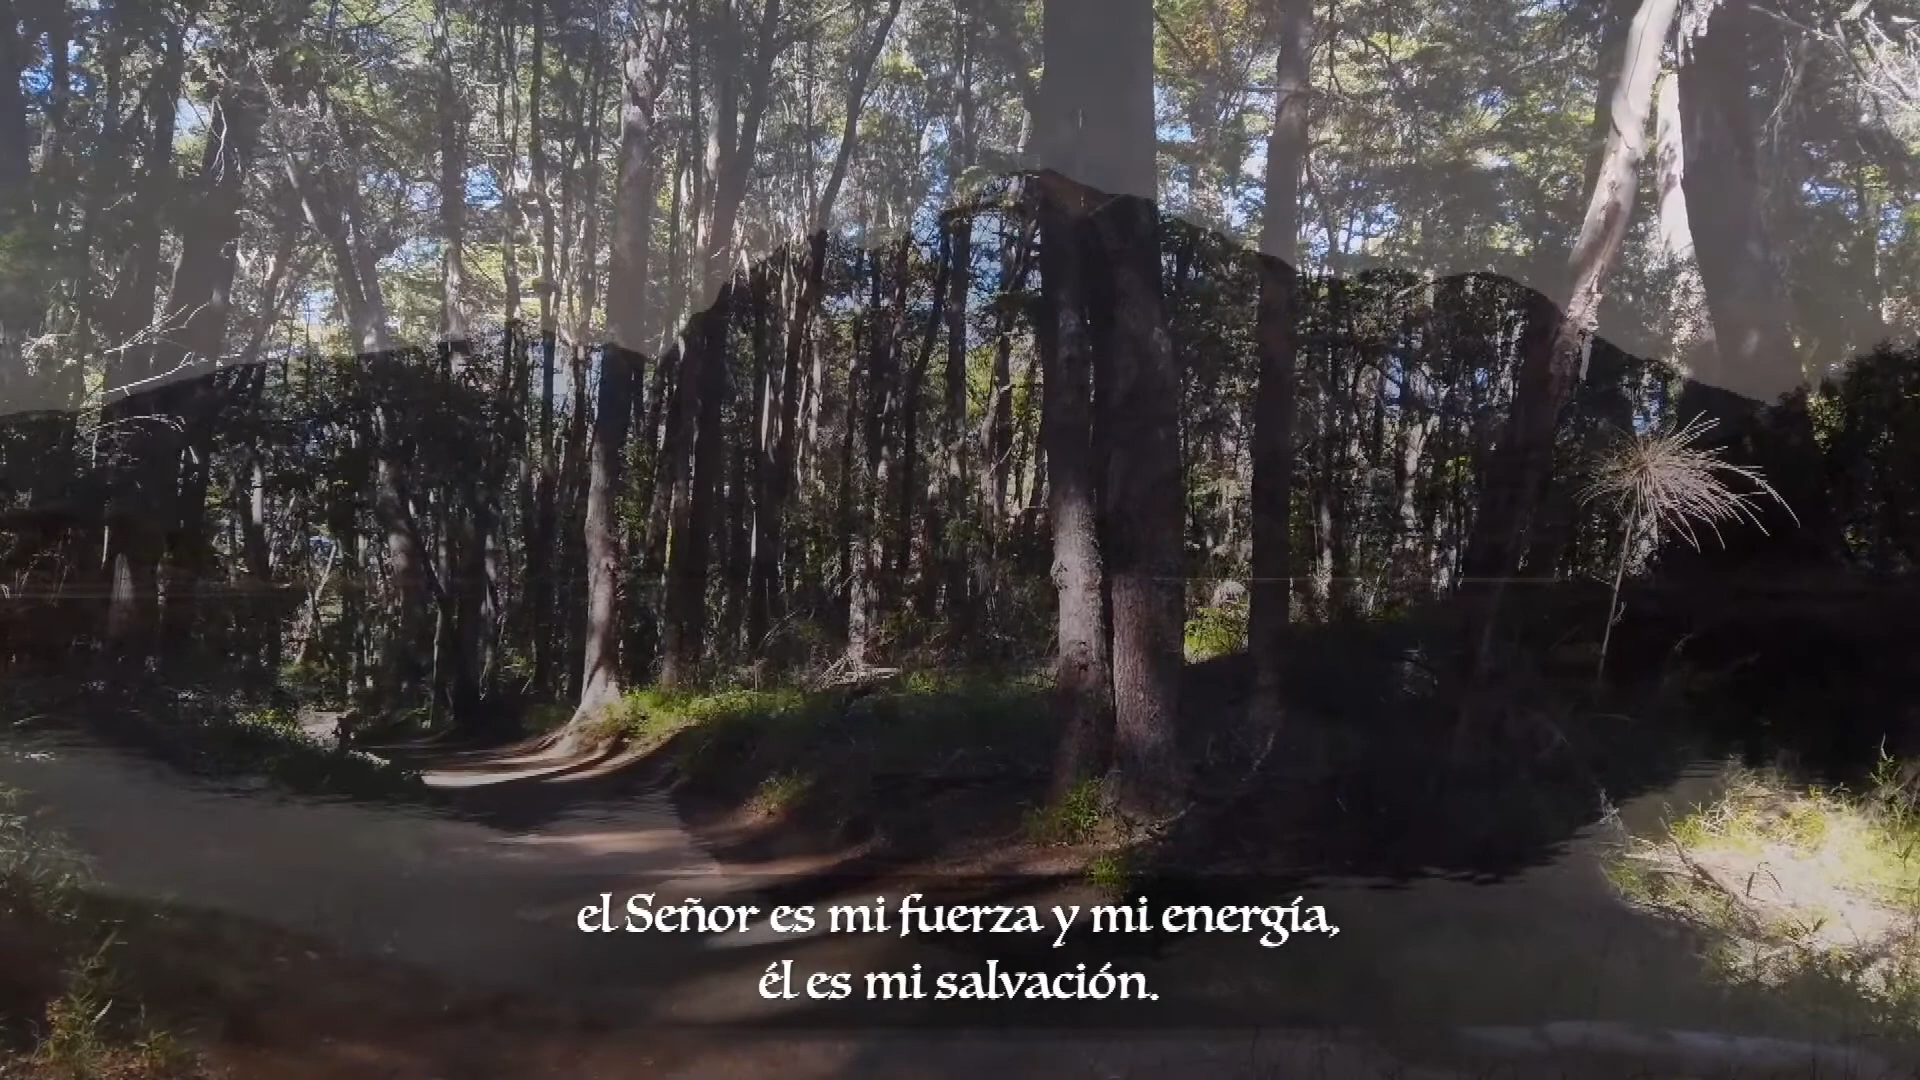 el Señor es mi fuerza y mi energía,
él es mi salvación.